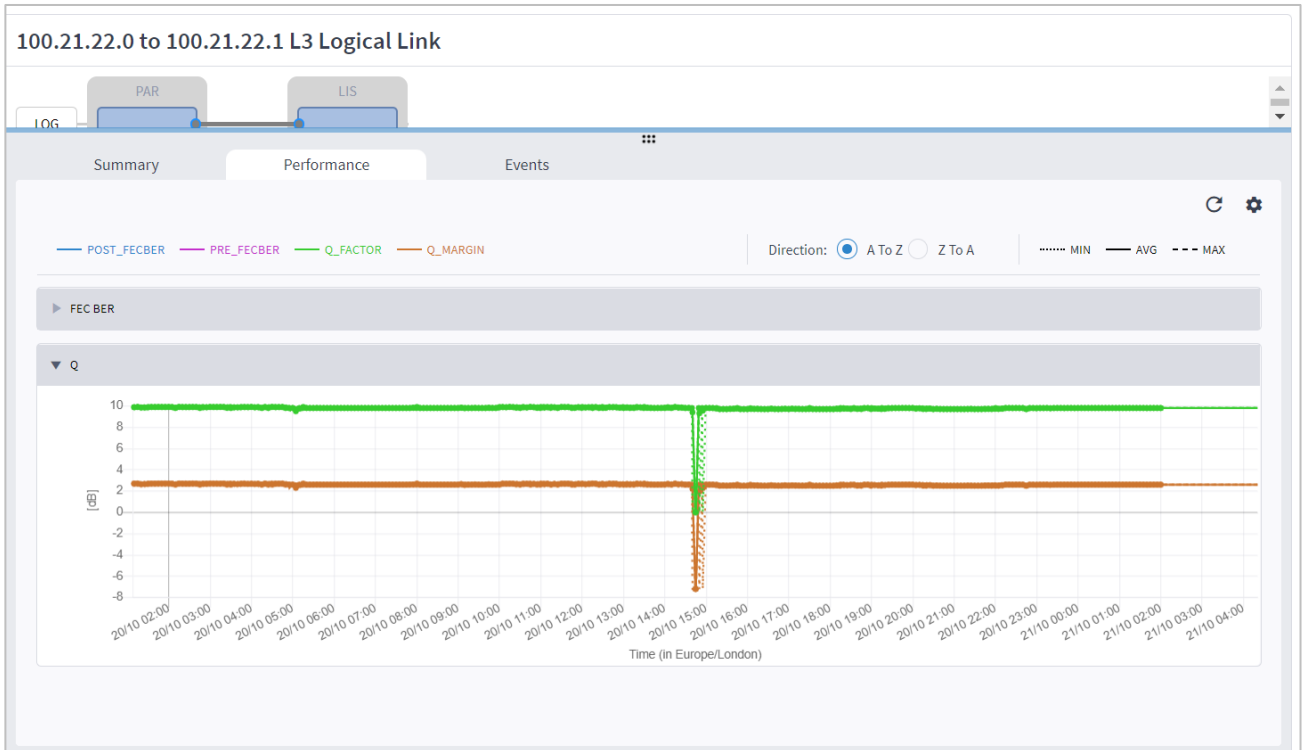 100.21.22.0 to 100.21.22.1 L3 Logical Link
PAR LIS
LOG
Summary Performance Events
POST_FECBER PRE_FECBER Q_FACTOR Q_MARGIN Direction: A To Z Z To A MIN AVG MAX
FEC BER
Q
10
8
6
4
2
0
-2
-4
-6
-8
[dB]
20/10 02:00 20/10 03:00 20/10 04:00 20/10 05:00 20/10 06:00 20/10 07:00 20/10 08:00 20/10 09:00 20/10 10:00 20/10 11:00 20/10 12:00 20/10 13:00 20/10 14:00 20/10 15:00 20/10 16:00 20/10 17:00 20/10 18:00 20/10 19:00 20/10 20:00 20/10 21:00 20/10 22:00 20/10 23:00 21/10 00:00 21/10 01:00 21/10 02:00 21/10 03:00 21/10 04:00
Time (in Europe/London)